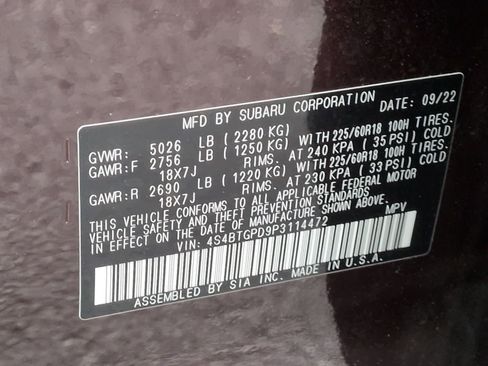 MFD BY SUBARU CORPORATION DATE: 09/22
GVWR: 5026 LB (2280 KG)
GAWR:F 2756 LB (1250 KG) WITH 225/60R18 100H TIRES.
18X7J RIMS. AT 240 KPA (35 PSI) COLD
GAWR:R 2690 LB (1220 KG) WITH 225/60R18 100H TIRES.
18X7J RIMS. AT 230 KPA (33 PSI) COLD
THIS VEHICLE CONFORMS TO ALL APPLICABLE FEDERAL MOTOR
VEHICLE SAFETY STANDARDS
IN EFFECT ON THE DATE OF MANUFACTURE SHOWN ABOVE.
VIN: 4S4BTGPD9P3114472 MPV
ASSEMBLED BY SIA INC. MADE IN U.S.A.